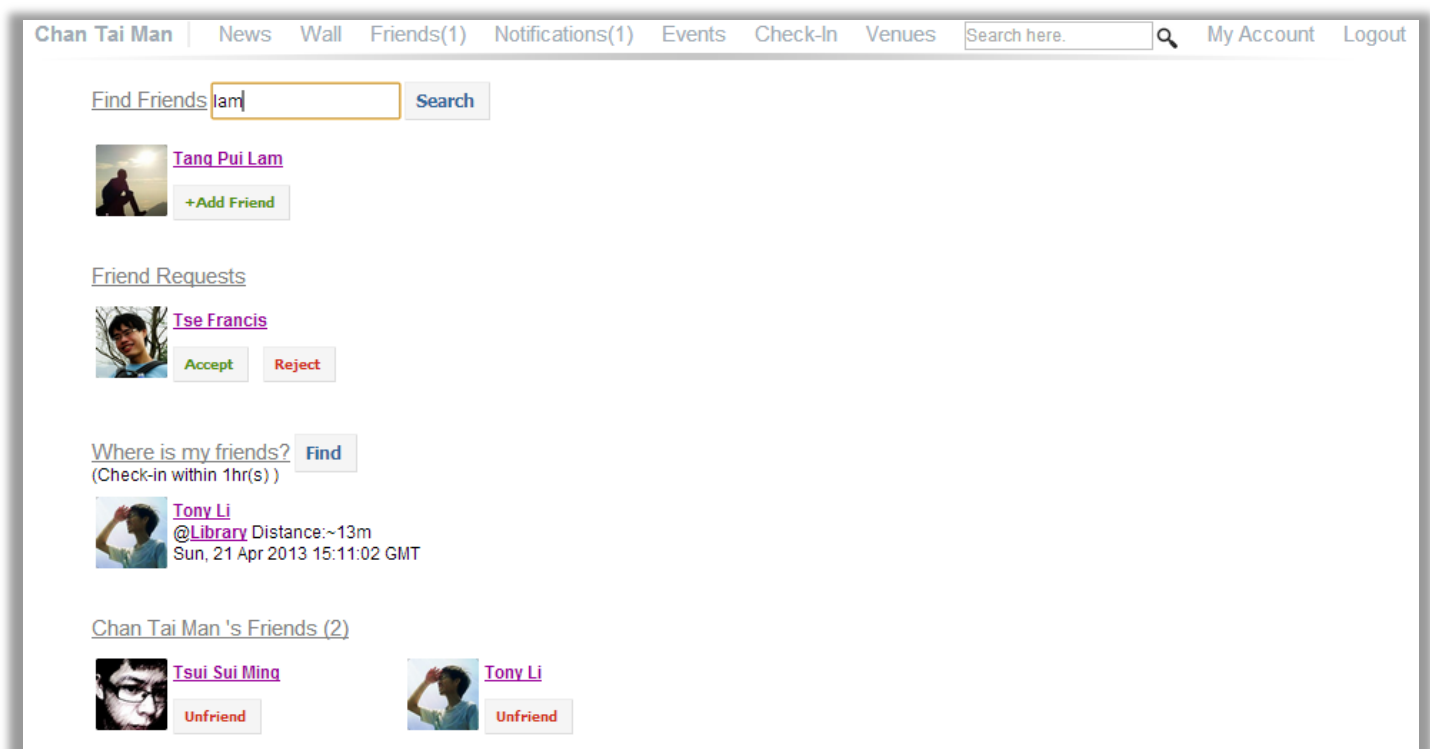 Chan Tai Man News Wall Friends(1) Notifications(1) Events Check-In Venues Search here. My Account Logout
Find Friends lam Search
Tang Pui Lam
+Add Friend
Friend Requests
Tse Francis
Accept Reject
Where is my friends? Find
(Check-in within 1hr(s) )
Tony Li
@Library Distance:~13m
Sun, 21 Apr 2013 15:11:02 GMT
Chan Tai Man 's Friends (2)
Tsui Sui Ming Tony Li
Unfriend Unfriend